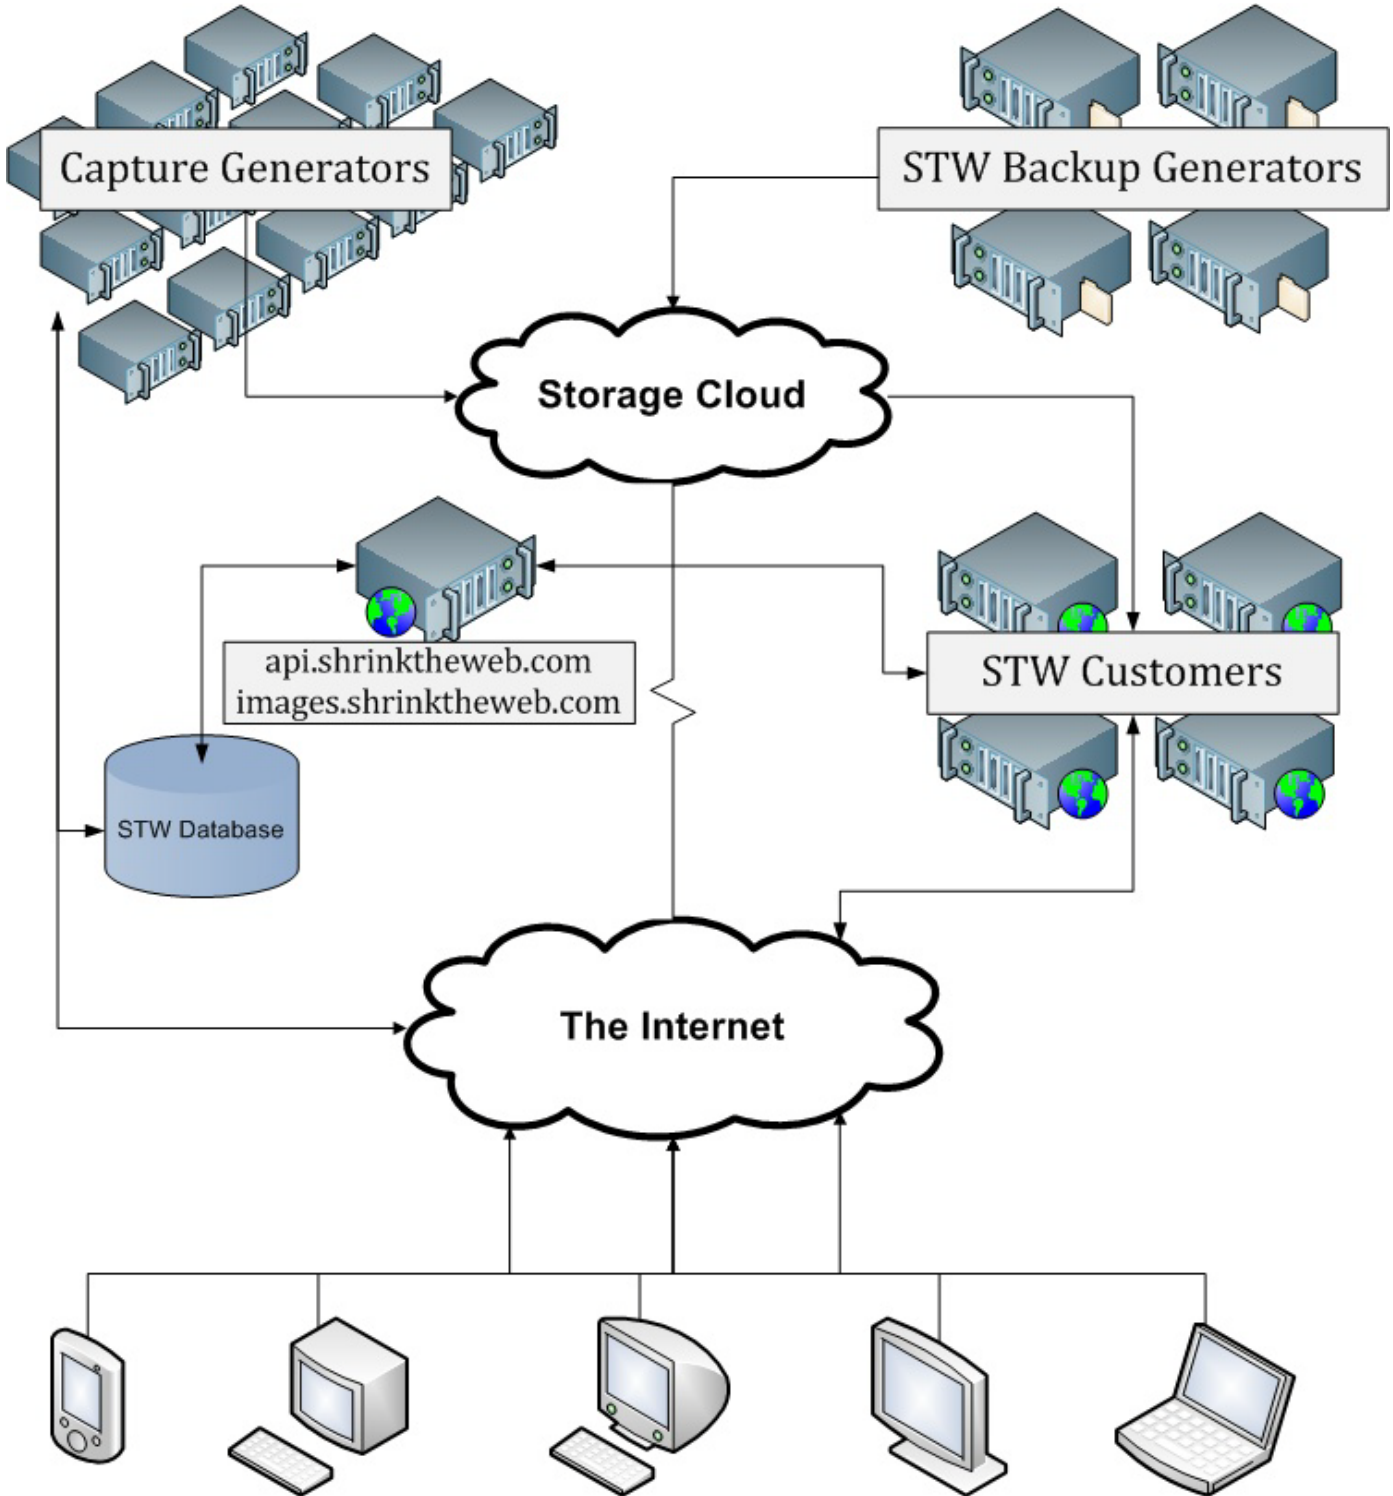 Capture Generators
STW Backup Generators
Storage Cloud
api.shrinktheweb.com
images.shrinktheweb.com
STW Customers
STW Database
The Internet